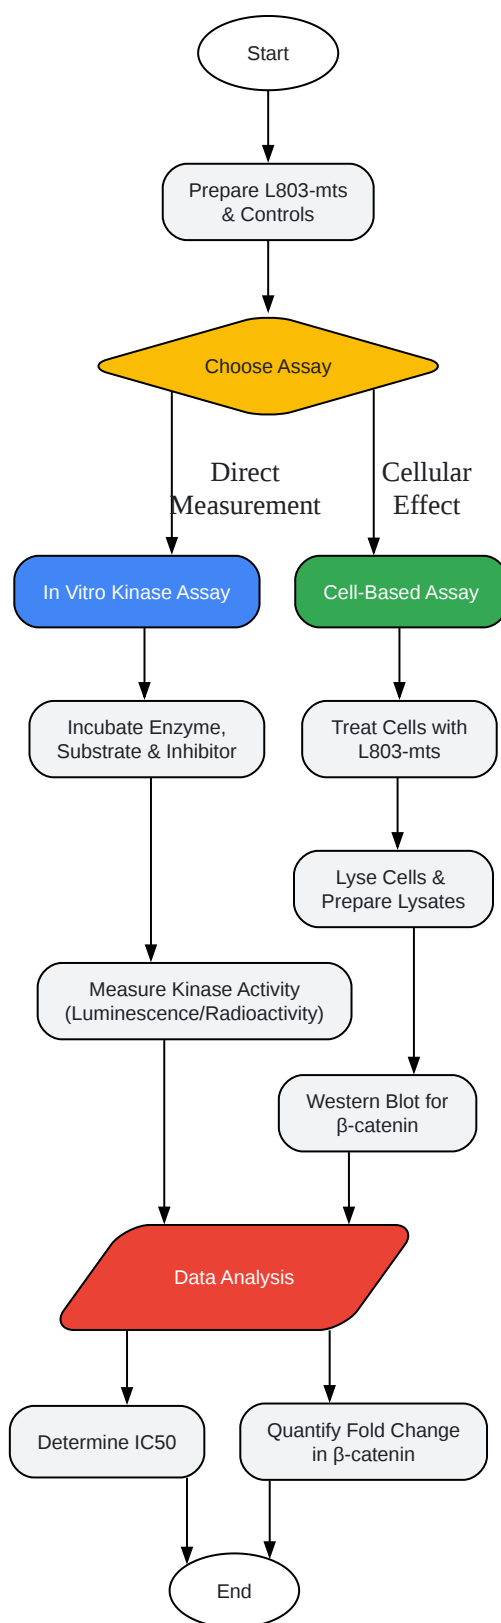 Start
Prepare L803-mts
& Controls
Choose Assay
Direct
Measurement
Cellular
Effect
In Vitro Kinase Assay
Cell-Based Assay
Incubate Enzyme,
Substrate & Inhibitor
Treat Cells with
L803-mts
Lyse Cells &
Prepare Lysates
Measure Kinase Activity
(Luminescence/Radioactivity)
Western Blot for
β-catenin
Data Analysis
Determine IC50
Quantify Fold Change
in β-catenin
End